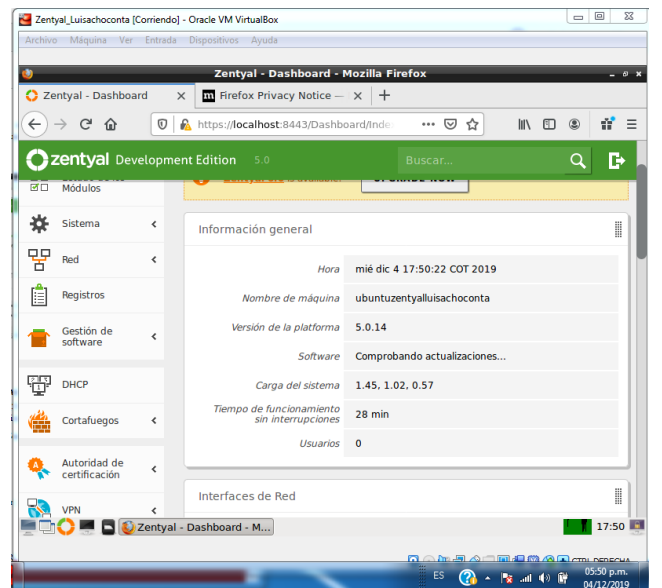 Zentyal_Luisachoconta [Corriendo] - Oracle VM VirtualBox
Archivo Máquina Ver Entrada Dispositivos Ayuda
Zentyal - Dashboard - Mozilla Firefox
Zentyal - Dashboard
Firefox Privacy Notice —
https://localhost:8443/Dashboard/Inde
zentyal Development Edition 5.0
Buscar...
Módulos
Sistema
Red
Registros
Gestión de
software
DHCP
Cortafuegos
Autoridad de
certificación
VPN
Información general
Hora mié dic 4 17:50:22 COT 2019
Nombre de máquina ubuntuzentyalluisachoconta
Versión de la plataforma 5.0.14
Software Comprobando actualizaciones...
Carga del sistema 1.45, 1.02, 0.57
Tiempo de funcionamiento
sin interrupciones 28 min
Usuarios 0
Interfaces de Red
Zentyal - Dashboard - M...
17:50
CTRL DERECHA
ES
05:50 p.m.
04/12/2019